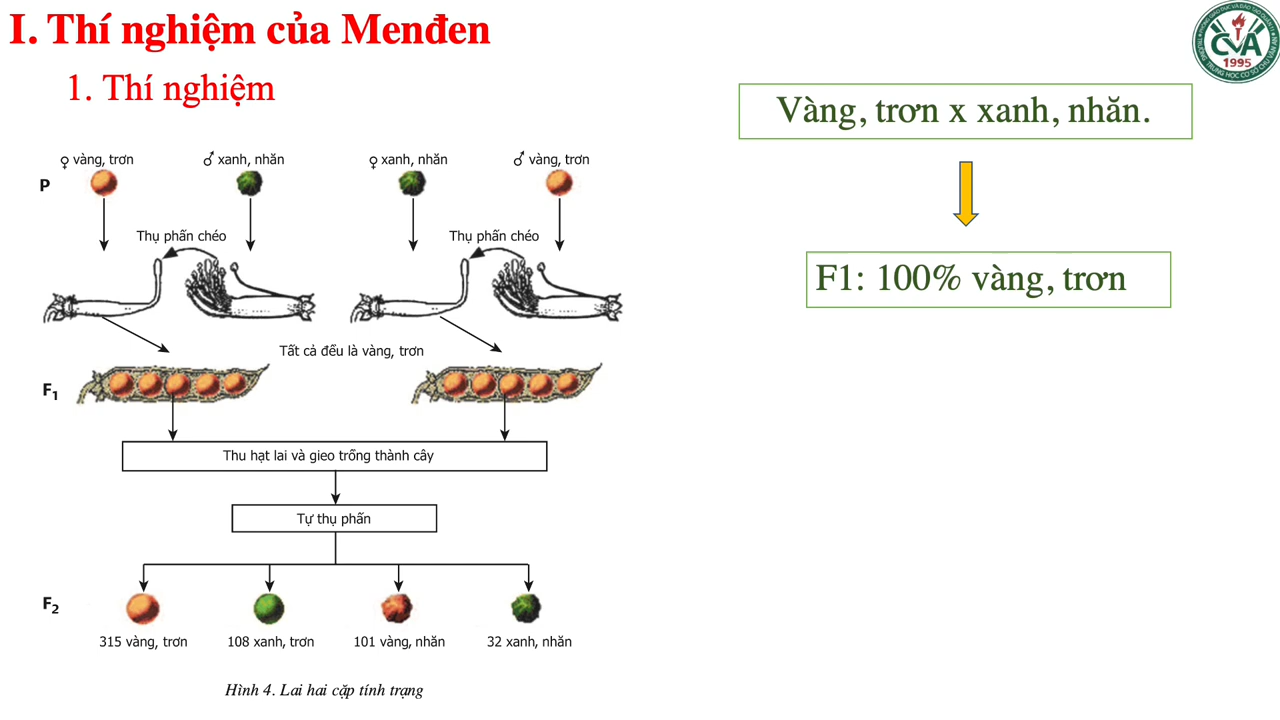 I. Thí nghiệm của Menđen
1. Thí nghiệm
Vàng, trơn x xanh, nhăn.
F1: 100% vàng, trơn
♀ vàng, trơn
♂ xanh, nhăn
♀ xanh, nhăn
♂ vàng, trơn
P
Thụ phấn chéo
Thụ phấn chéo
Tất cả đều là vàng, trơn
F₁
Thu hạt lai và gieo trồng thành cây
Tự thụ phấn
F₂
315 vàng, trơn
108 xanh, trơn
101 vàng, nhăn
32 xanh, nhăn
Hình 4. Lai hai cặp tính trạng
CVA
1995